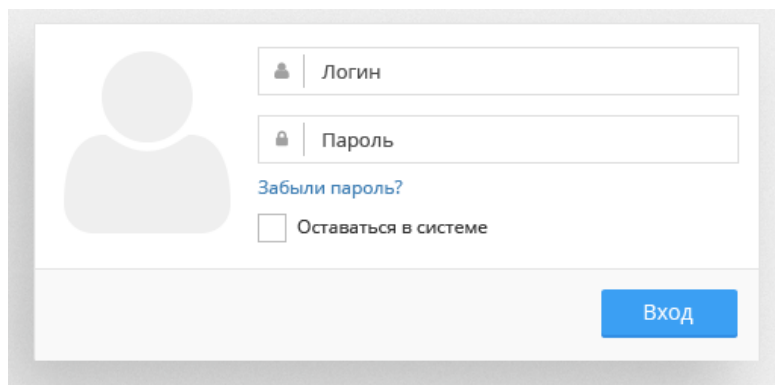 Логин
Пароль
Забыли пароль?
Оставаться в системе
Вход